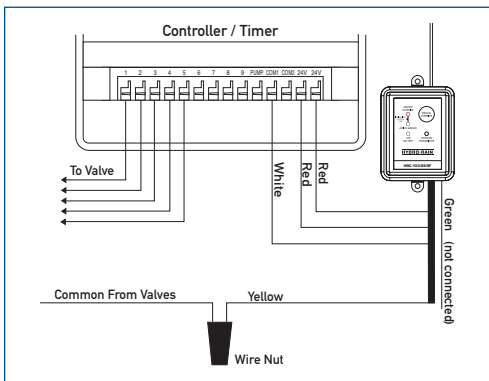 Controller / Timer
1 2 3 4 5 6 7 8 9 PUMP COM1 COM2 24V 24V
To Valve
White
Red
Red
HYDRO-RAIN
Green (not connected)
Common From Valves
Yellow
Wire Nut